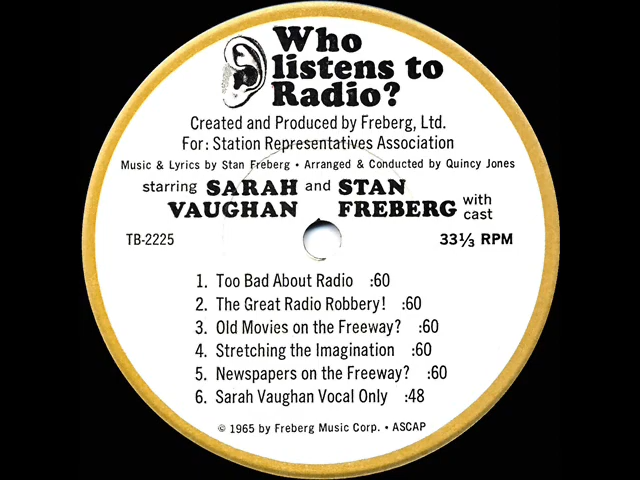 Who
listens to
Radio?
Created and Produced by Freberg, Ltd.
For: Station Representatives Association
Music & Lyrics by Stan Freberg • Arranged & Conducted by Quincy Jones
starring SARAH VAUGHAN and STAN FREBERG with cast
TB-2225 33⅓ RPM
1. Too Bad About Radio :60
2. The Great Radio Robbery! :60
3. Old Movies on the Freeway? :60
4. Stretching the Imagination :60
5. Newspapers on the Freeway? :60
6. Sarah Vaughan Vocal Only :48
© 1965 by Freberg Music Corp. • ASCAP